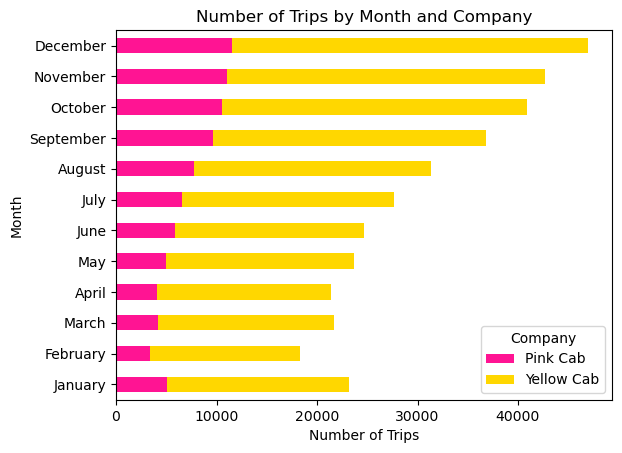 Number of Trips by Month and Company
Month
December
November
October
September
August
July
June
May
April
March
February
January
0 10000 20000 30000 40000
Number of Trips
Company
Pink Cab
Yellow Cab